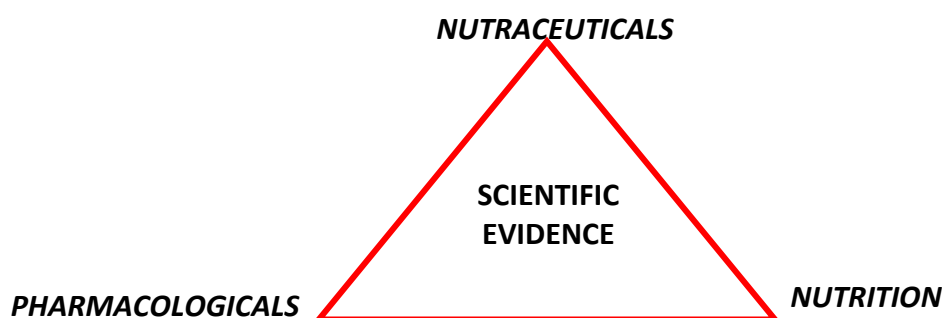 NUTRACEUTICALS
SCIENTIFIC
EVIDENCE
PHARMACOLOGICALS
NUTRITION